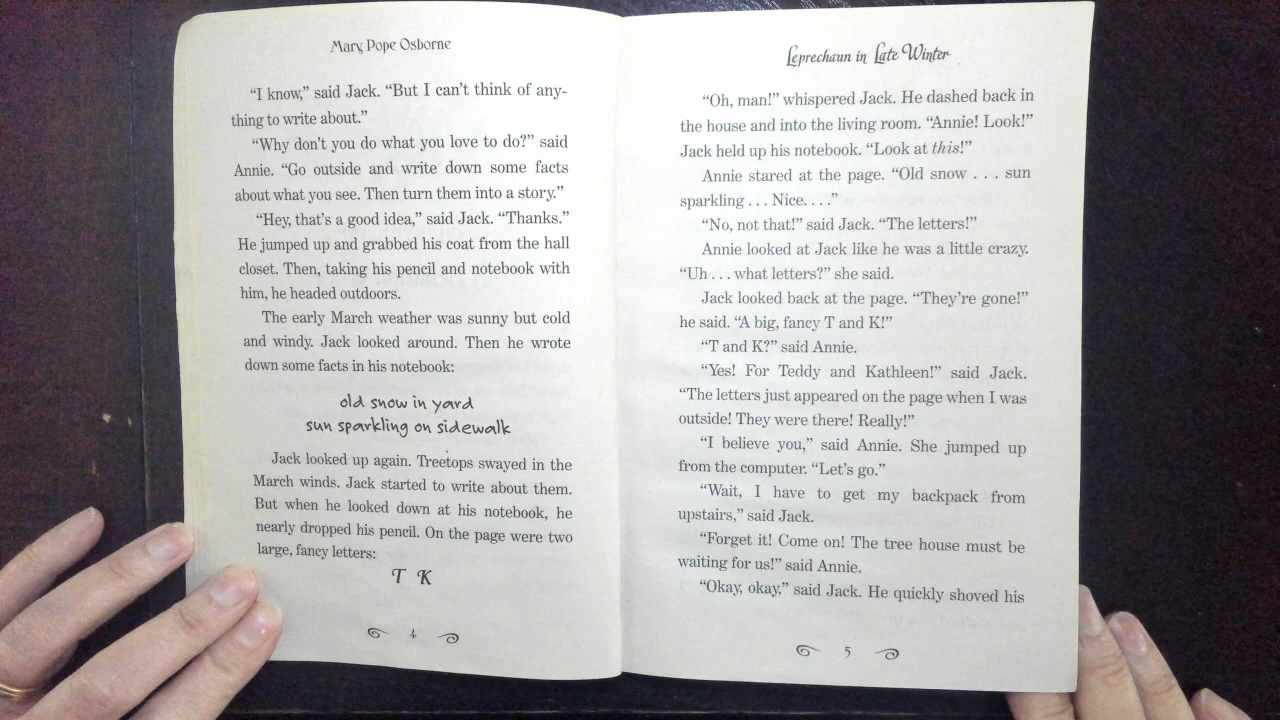 Mary Pope Osborne
“I know,” said Jack. “But I can’t think of any-
thing to write about.”
“Why don’t you do what you love to do?” said
Annie. “Go outside and write down some facts
about what you see. Then turn them into a story.”
“Hey, that’s a good idea,” said Jack. “Thanks.”
He jumped up and grabbed his coat from the hall
closet. Then, taking his pencil and notebook with
him, he headed outdoors.
The early March weather was sunny but cold
and windy. Jack looked around. Then he wrote
down some facts in his notebook:
old snow in yard
sun sparkling on sidewalk
Jack looked up again. Treetops swayed in the
March winds. Jack started to write about them.
But when he looked down at his notebook, he
nearly dropped his pencil. On the page were two
large, fancy letters:
T K
4
Leprechaun in Late Winter
“Oh, man!” whispered Jack. He dashed back in
the house and into the living room. “Annie! Look!”
Jack held up his notebook. “Look at this!”
Annie stared at the page. “Old snow . . . sun
sparkling . . . Nice. . . .”
“No, not that!” said Jack. “The letters!”
Annie looked at Jack like he was a little crazy.
“Uh . . . what letters?” she said.
Jack looked back at the page. “They’re gone!”
he said. “A big, fancy T and K!”
“T and K?” said Annie.
“Yes! For Teddy and Kathleen!” said Jack.
“The letters just appeared on the page when I was
outside! They were there! Really!”
“I believe you,” said Annie. She jumped up
from the computer. “Let’s go.”
“Wait, I have to get my backpack from
upstairs,” said Jack.
“Forget it! Come on! The tree house must be
waiting for us!” said Annie.
“Okay, okay,” said Jack. He quickly shoved his
5